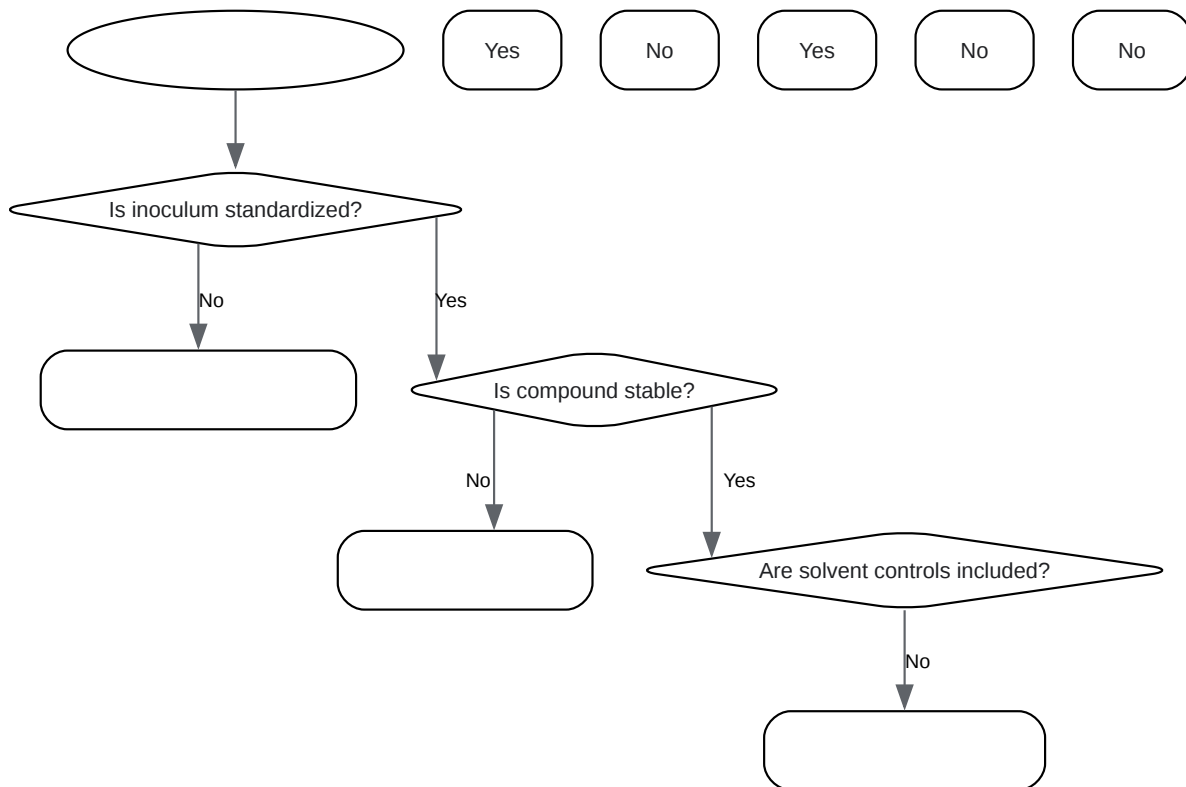 Yes
No
Yes
No
No
Is inoculum standardized?
No
Yes
Is compound stable?
No
Yes
Are solvent controls included?
No